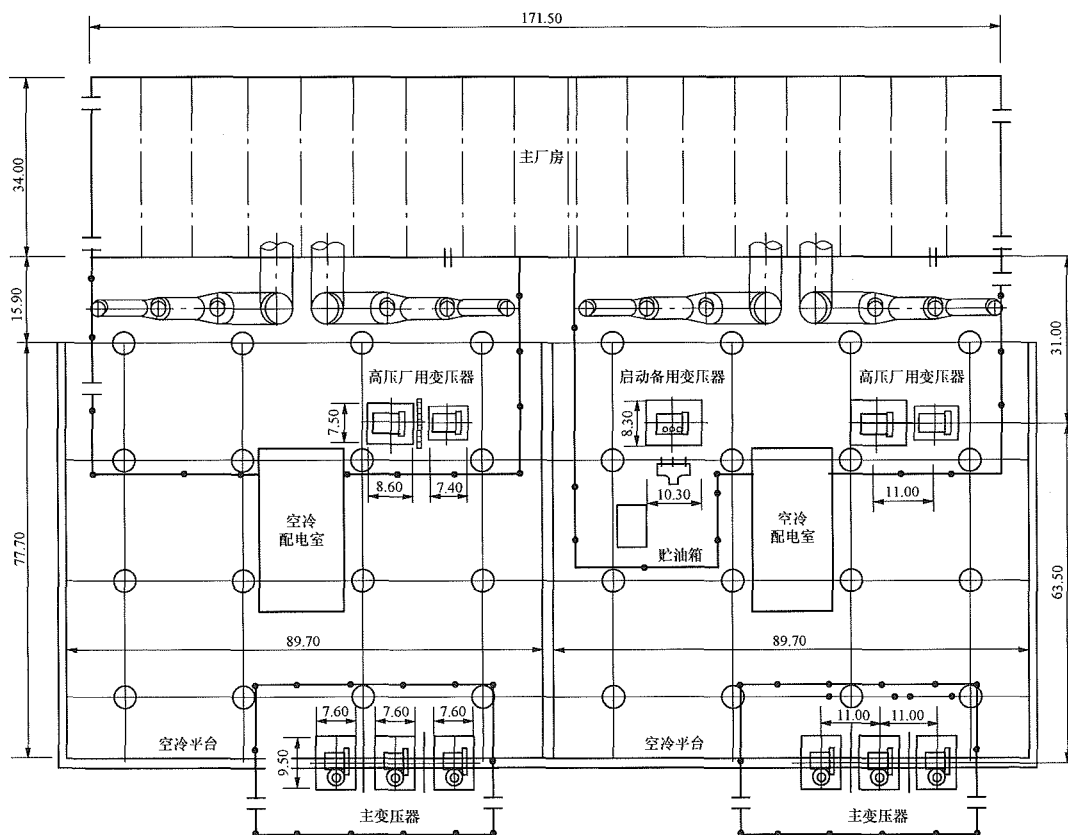 171.50
34.00
主厂房
15.90
31.00
高压厂用变压器
启动备用变压器
高压厂用变压器
7.50
8.30
8.60
7.40
10.30
11.00
空冷
配电室
空冷
配电室
贮油箱
77.70
63.50
89.70
89.70
7.60
7.60
7.60
11.00
11.00
空冷平台
空冷平台
9.50
主变压器
主变压器